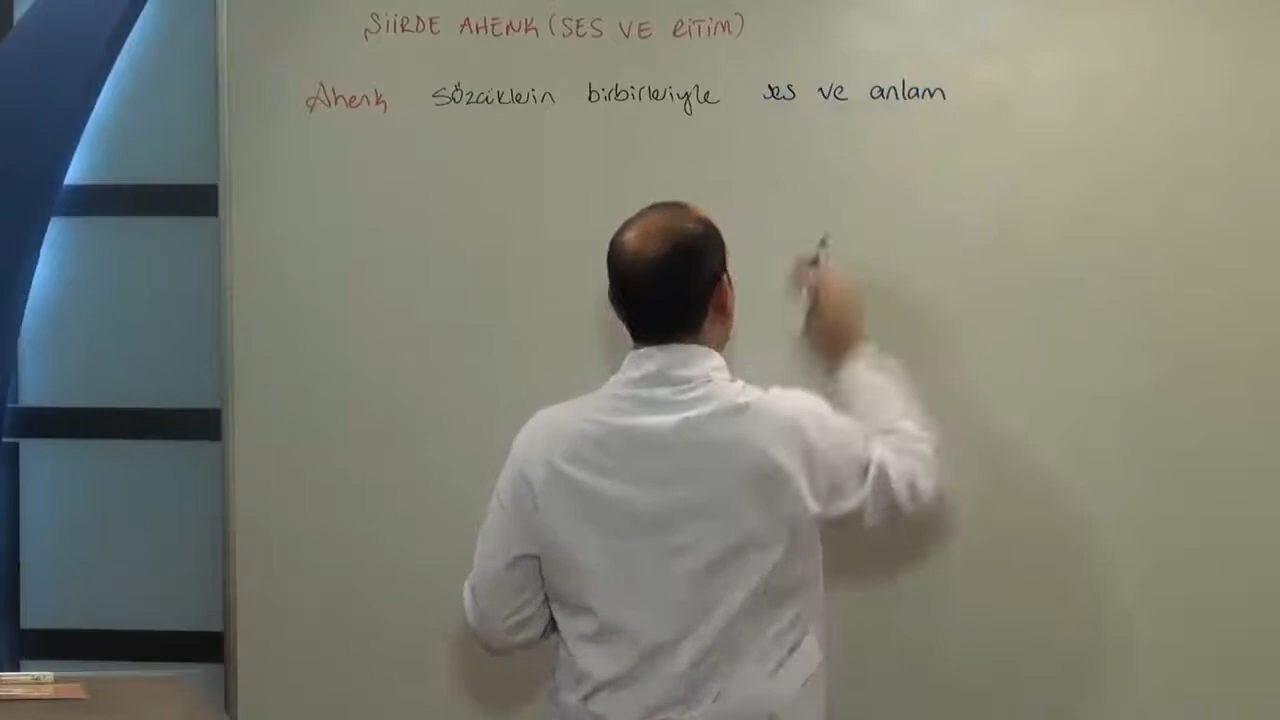 ŞİİRDE AHENK (SES VE RİTİM)
Ahenk sözcüklerin birbirleriyle ses ve anlam